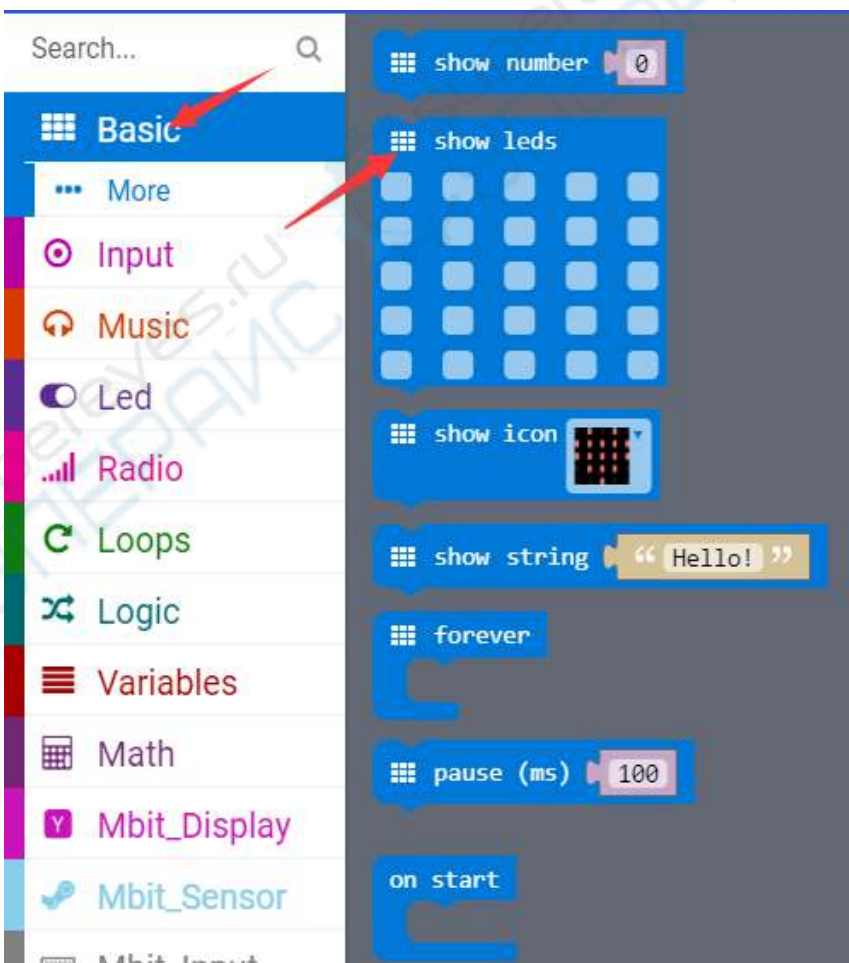 Search...
Basic
More
Input
Music
Led
Radio
Loops
Logic
Variables
Math
Mbit_Display
Mbit_Sensor
Mbit_Input
show number 0
show leds
show icon
show string “ Hello! ”
forever
pause (ms) 100
on start